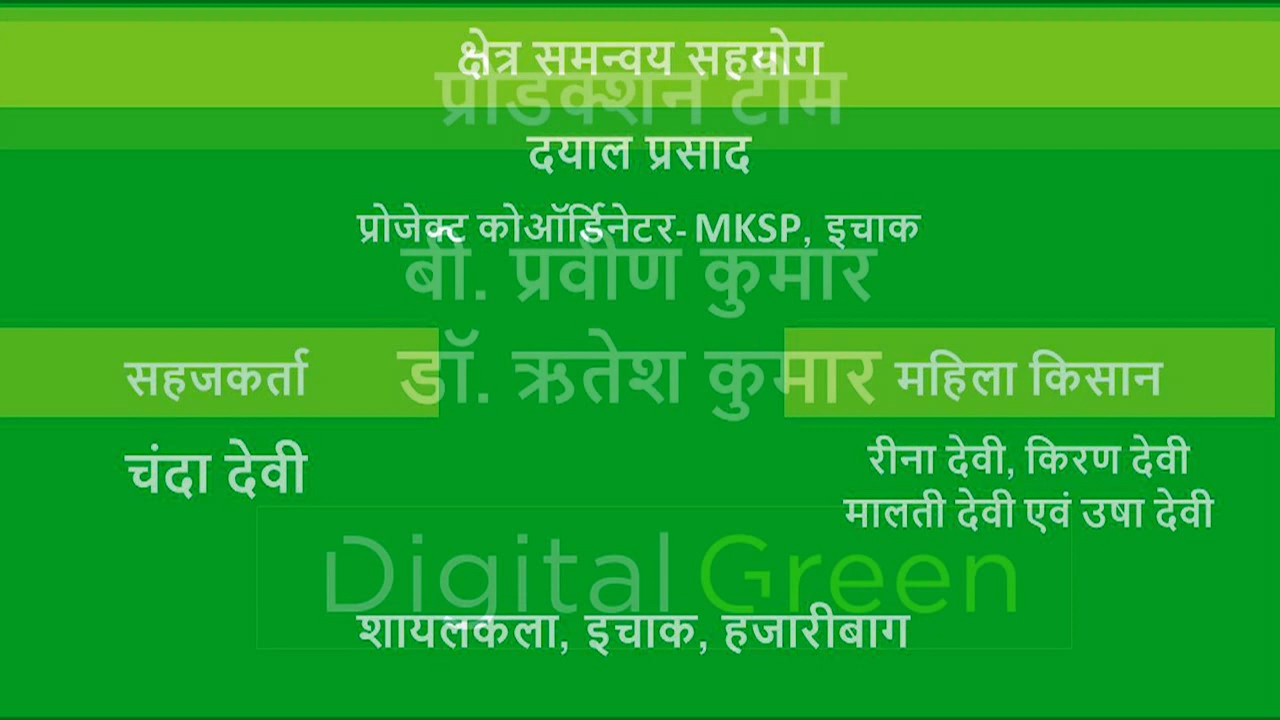 क्षेत्र समन्वय सहयोग
प्रोडक्शन टीम
दयाल प्रसाद
प्रोजेक्ट कोऑर्डिनेटर- MKSP, इचाक
बी. प्रवीण कुमार
डॉ. ऋतेश कुमार
सहजकर्ता
चंदा देवी
महिला किसान
रीना देवी, किरण देवी
मालती देवी एवं उषा देवी
Digital Green
शायलकला, इचाक, हजारीबाग